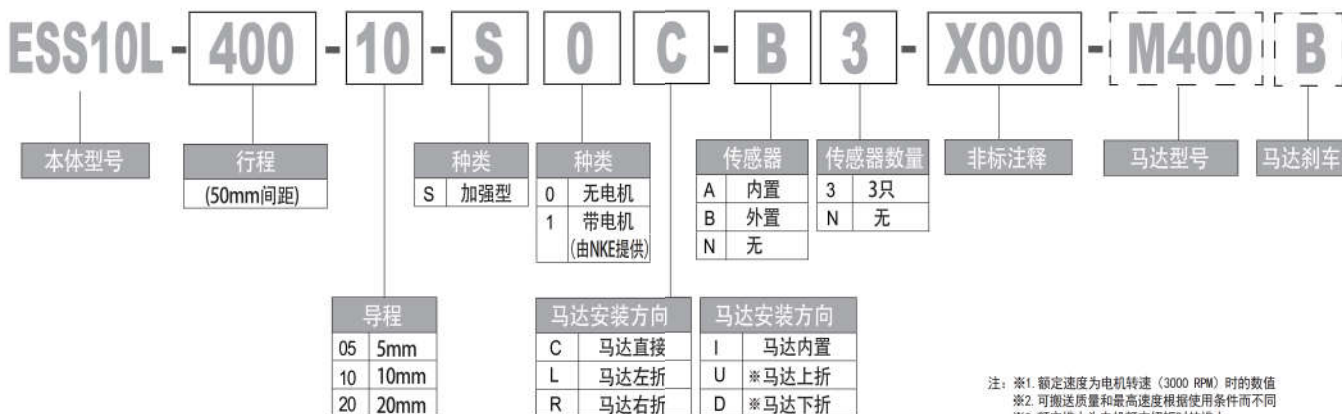 ESS10L-400-10-S 0 C-B 3-X000-M400 B
本体型号 行程 种类 种类 传感器 传感器数量 非标注释 马达型号 马达刹车
(50mm间距) S 加强型 0 无电机 A 内置 3 3只
1 带电机 B 外置 N 无
(由NKE提供) N 无
导程 马达安装方向 马达安装方向
05 5mm C 马达直接 I 马达内置
10 10mm L 马达左折 U ※马达上折
20 20mm R 马达右折 D ※马达下折
注: ※1. 额定速度为电机转速（3000 RPM）时的数值
※2. 可搬送质量和最高速度根据使用条件而不同